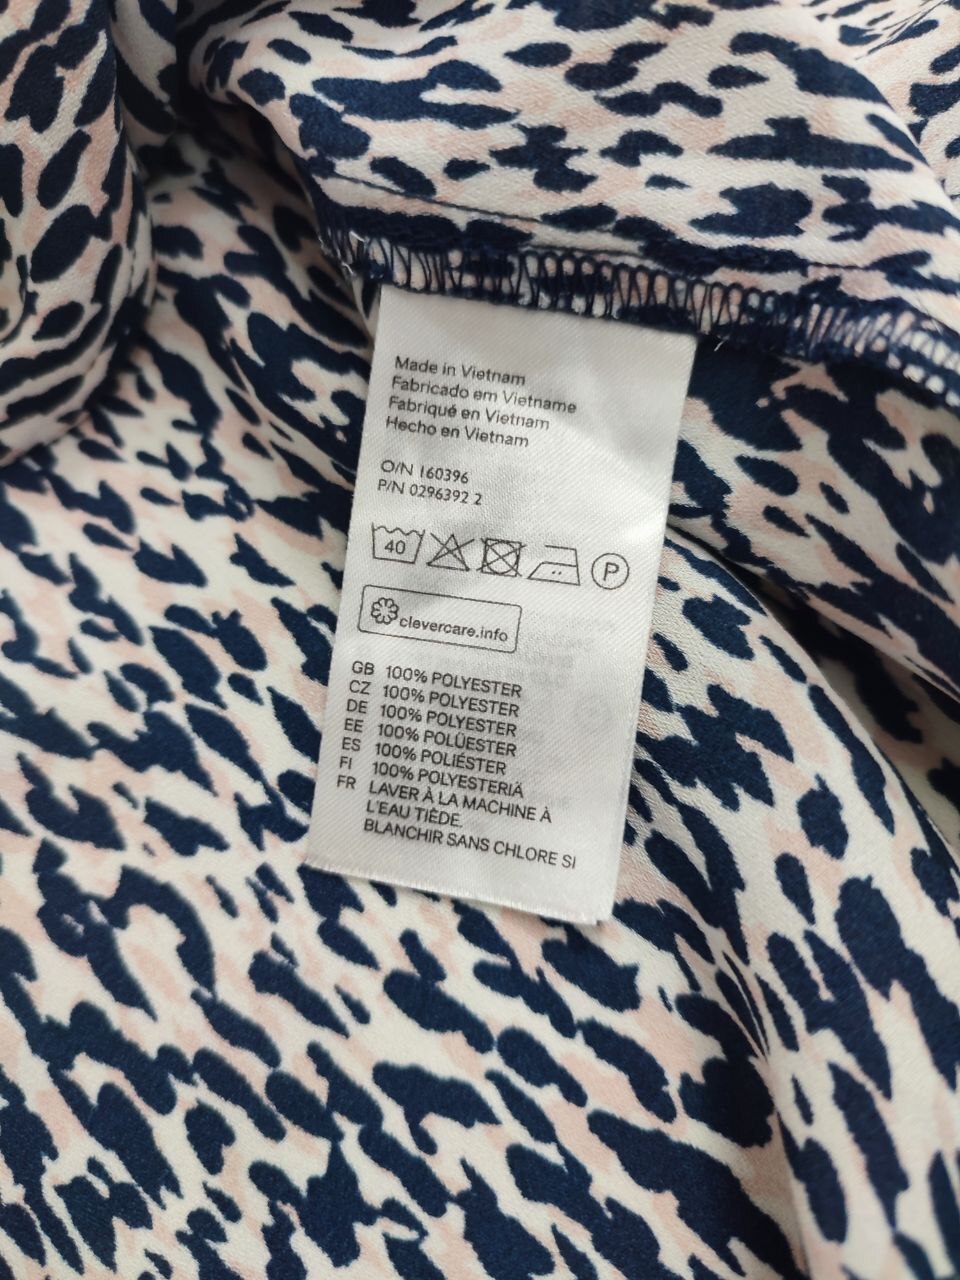 Made in Vietnam
Fabricado em Vietname
Fabriqué en Vietnam
Hecho en Vietnam
O/N 160396
P/N 0296392 2
40 P
clevercare.info
GB 100% POLYESTER
CZ 100% POLYESTER
DE 100% POLYESTER
EE 100% POLÜESTER
ES 100% POLIÉSTER
FI 100% POLYESTERIÄ
FR LAVER À LA MACHINE À
L'EAU TIÈDE.
BLANCHIR SANS CHLORE SI